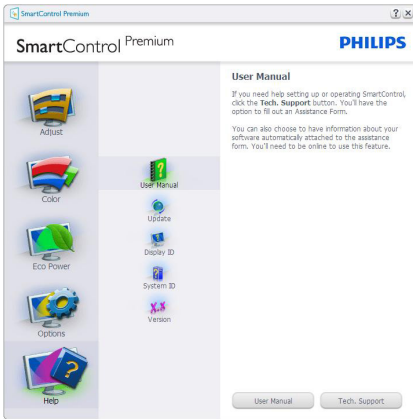 SmartControl Premium
? X
SmartControl Premium
PHILIPS
Adjust
Color
Eco Power
Options
Help
User Manual
Update
Display ID
System ID
X.X
Version
User Manual
If you need help setting up or operating SmartControl,
click the Tech. Support button. You'll have the
option to fill out an Assistance Form.
You can also choose to have information about your
software automatically attached to the assistance
form. You'll need to be online to use this feature.
User Manual
Tech. Support